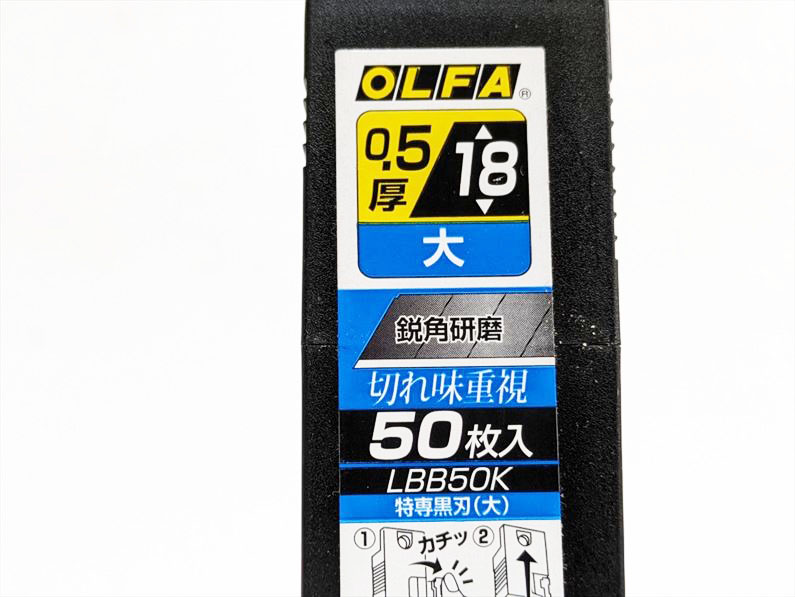 OLFA®
0.5厚
18
大
鋭角研磨
切れ味重視
50枚入
LBB50K
特専黒刃(大)
① カチッ ②